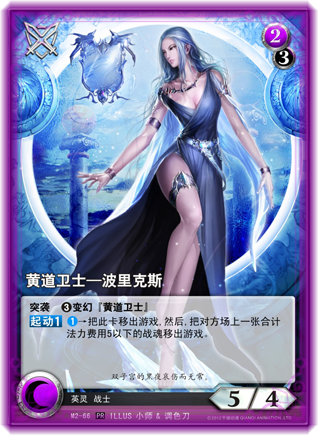 2
3
黄道卫士—波里克斯
突袭 ❸变幻『黄道卫士』
起动1 ①→把此卡移出游戏,然后,把对方场上一张合计
法力费用5以下的战魂移出游戏。
双子宫的黑夜哀伤而无常。
英灵 战士
5/4
M2-66 PR ILLUS 小师 & 调色刀